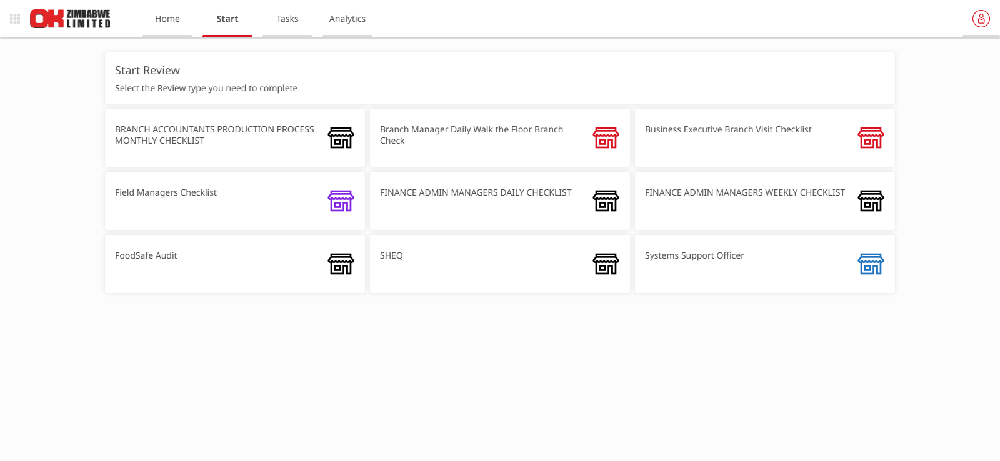 OK ZIMBABWE LIMITED
Home
Start
Tasks
Analytics
Start Review
Select the Review type you need to complete
BRANCH ACCOUNTANTS PRODUCTION PROCESS
MONTHLY CHECKLIST
Branch Manager Daily Walk the Floor Branch
Check
Business Executive Branch Visit Checklist
Field Managers Checklist
FINANCE ADMIN MANAGERS DAILY CHECKLIST
FINANCE ADMIN MANAGERS WEEKLY CHECKLIST
FoodSafe Audit
SHEQ
Systems Support Officer